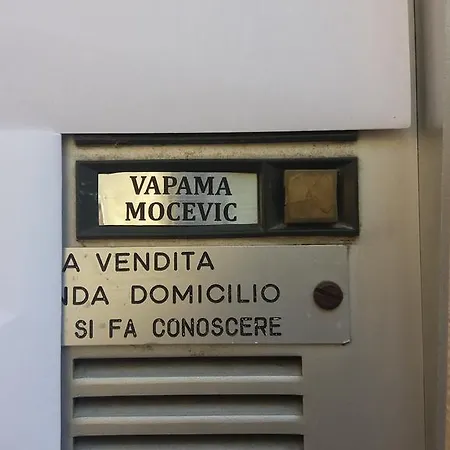 VAPAMA
MOCEVIC
A VENDITA
NDA DOMICILIO
SI FA CONOSCERE